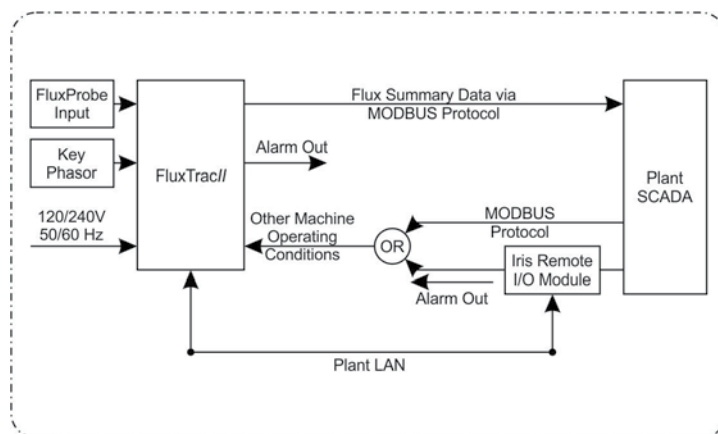 FluxProbe
Input
Key
Phasor
120/240V
50/60 Hz
FluxTracII
Flux Summary Data via
MODBUS Protocol
Alarm Out
Other Machine
Operating
Conditions
OR
MODBUS
Protocol
Iris Remote
I/O Module
Alarm Out
Plant
SCADA
Plant LAN